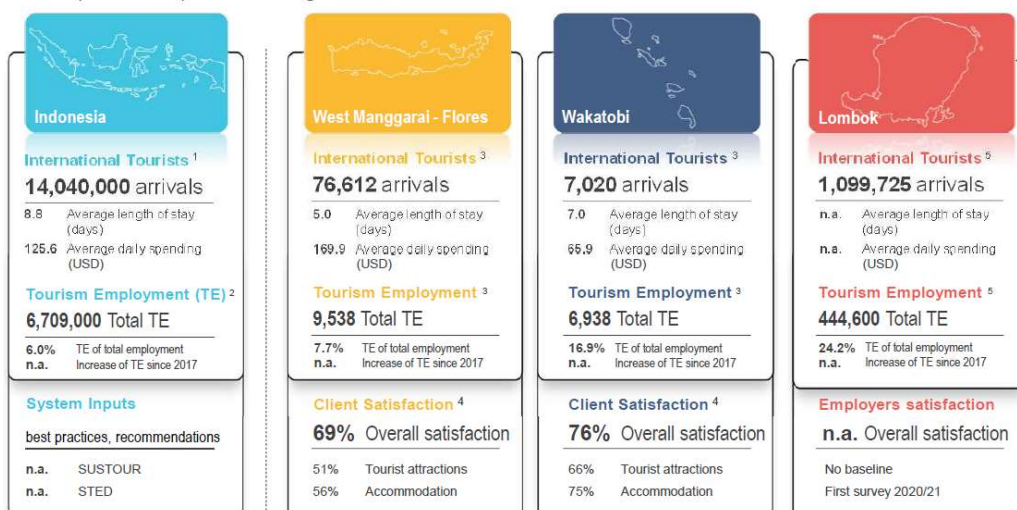 Indonesia
International Tourists 1
14,040,000 arrivals
8.8 Average length of stay
(days)
125.6 Average daily spending
(USD)
Tourism Employment (TE) 2
6,709,000 Total TE
6.0% TE of total employment
n.a. Increase of TE since 2017
System Inputs
best practices, recommendations
n.a. SUSTOUR
n.a. STED
West Manggarai - Flores
International Tourists 3
76,612 arrivals
5.0 Average length of stay
(days)
169.9 Average daily spending
(USD)
Tourism Employment 3
9,538 Total TE
7.7% TE of total employment
n.a. Increase of TE since 2017
Client Satisfaction 4
69% Overall satisfaction
51% Tourist attractions
56% Accommodation
Wakatobi
International Tourists 3
7,020 arrivals
7.0 Average length of stay
(days)
65.9 Average daily spending
(USD)
Tourism Employment 3
6,938 Total TE
16.9% TE of total employment
n.a. Increase of TE since 2017
Client Satisfaction 4
76% Overall satisfaction
66% Tourist attractions
75% Accommodation
Lombok
International Tourists 5
1,099,725 arrivals
n.a. Average length of stay
(days)
n.a. Average daily spending
(USD)
Tourism Employment 5
444,600 Total TE
24.2% TE of total employment
n.a. Increase of TE since 2017
Employers satisfaction
n.a. Overall satisfaction
No baseline
First survey 2020/21